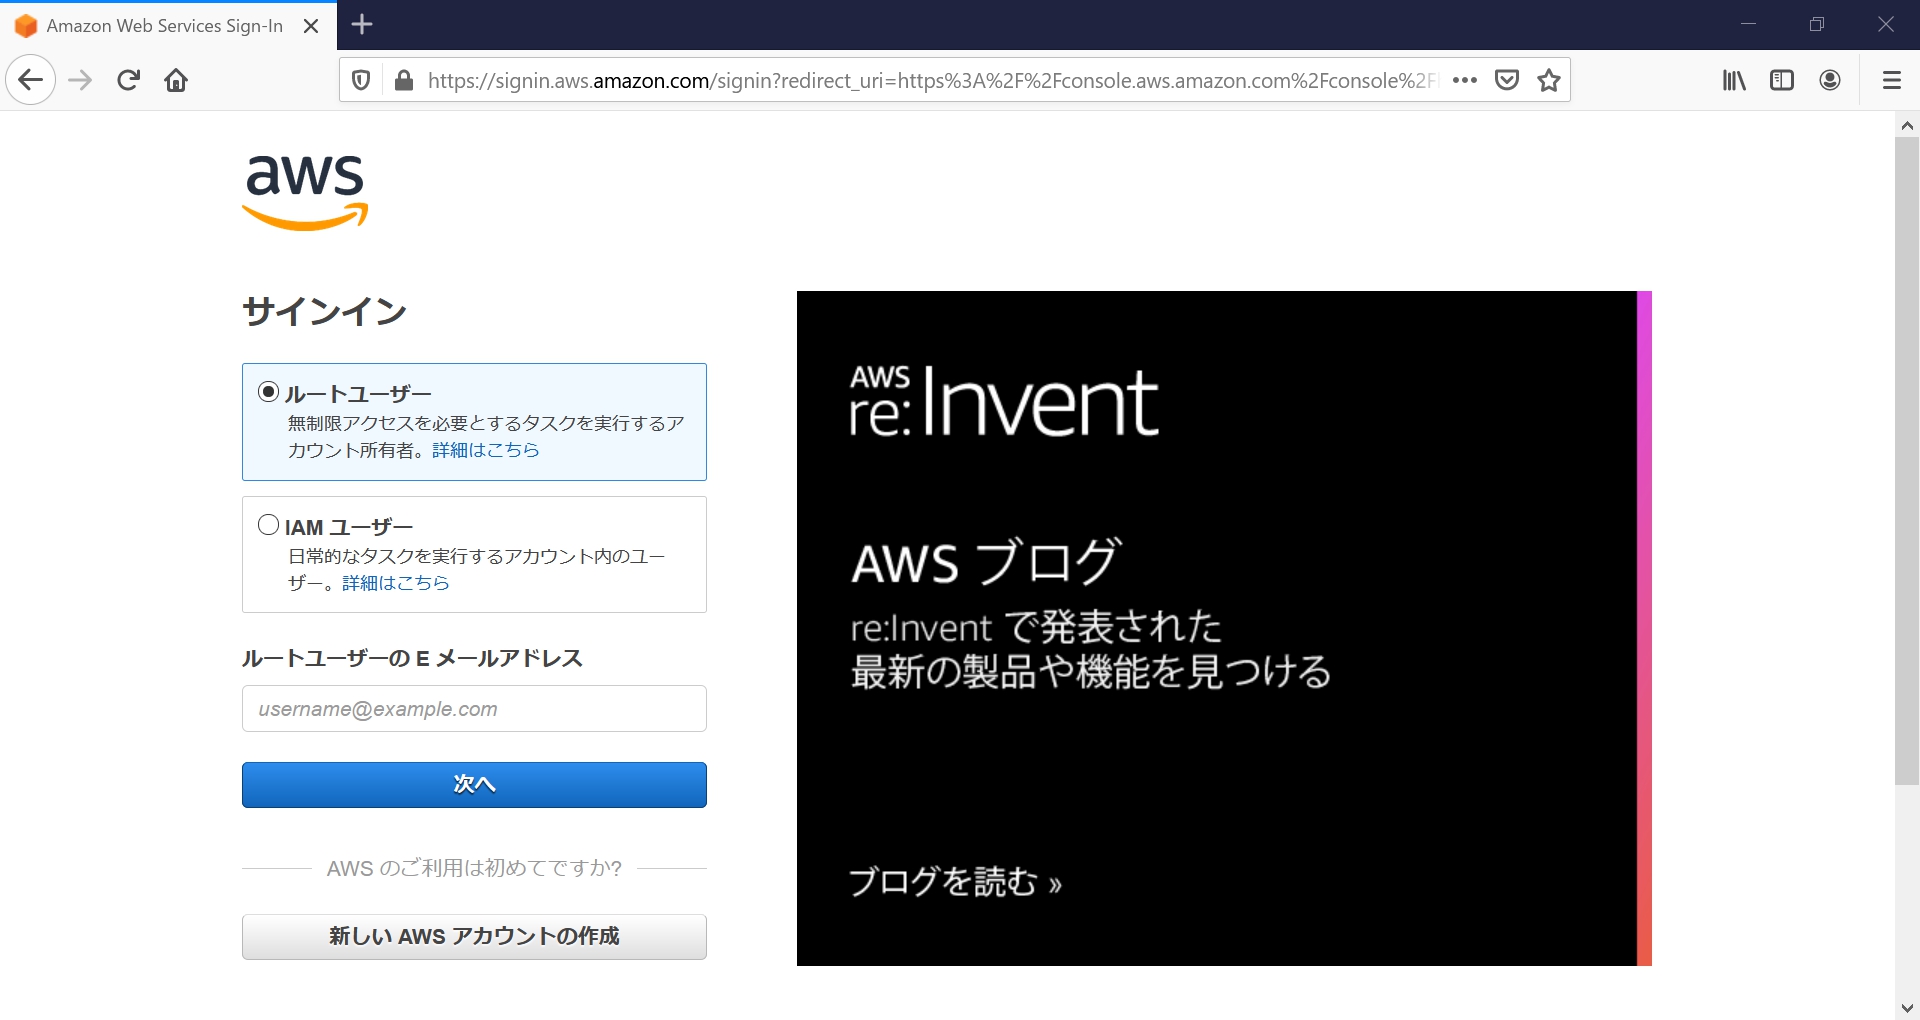 Amazon Web Services Sign-In
https://signin.aws.amazon.com/signin?redirect_uri=https%3A%2F%2Fconsole.aws.amazon.com%2Fconsole%2F
aws
サインイン
ルートユーザー
無制限アクセスを必要とするタスクを実行するア
カウント所有者。詳細はこちら
IAM ユーザー
日常的なタスクを実行するアカウント内のユー
ザー。詳細はこちら
ルートユーザーの E メールアドレス
username@example.com
次へ
AWS のご利用は初めてですか?
新しい AWS アカウントの作成
AWS
re:Invent
AWS ブログ
re:Invent で発表された
最新の製品や機能を見つける
ブログを読む »